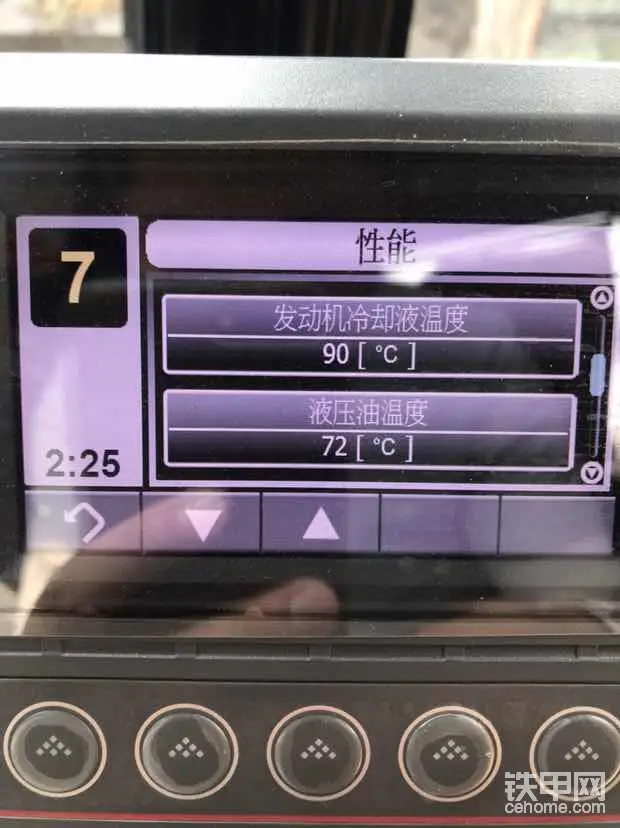 性能
7
发动机冷却液温度
90 [ °C ]
液压油温度
72 [ °C ]
2:25
铁甲网
cehome.com